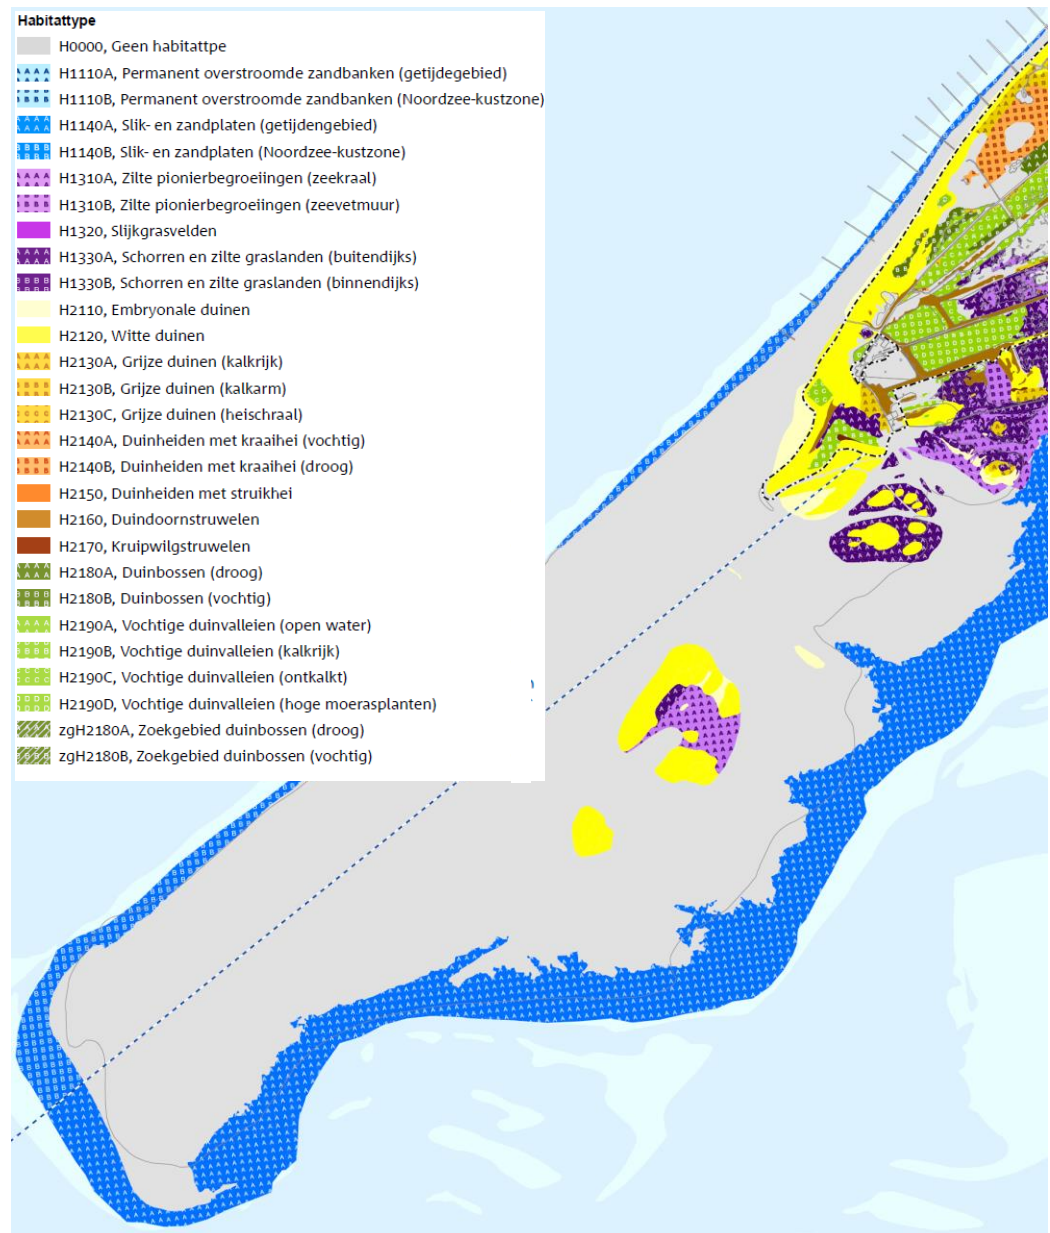 Habitattype
H0000, Geen habitattpe
H1110A, Permanent overstroomde zandbanken (getijdegebied)
H1110B, Permanent overstroomde zandbanken (Noordzee-kustzone)
H1140A, Slik- en zandplaten (getijdengebied)
H1140B, Slik- en zandplaten (Noordzee-kustzone)
H1310A, Zilte pionierbegroeiingen (zeekraal)
H1310B, Zilte pionierbegroeiingen (zeevetmuur)
H1320, Slijkgrasvelden
H1330A, Schorren en zilte graslanden (buitendijks)
H1330B, Schorren en zilte graslanden (binnendijks)
H2110, Embryonale duinen
H2120, Witte duinen
H2130A, Grijze duinen (kalkrijk)
H2130B, Grijze duinen (kalkarm)
H2130C, Grijze duinen (heischraal)
H2140A, Duinheiden met kraaihei (vochtig)
H2140B, Duinheiden met kraaihei (droog)
H2150, Duinheiden met struikhei
H2160, Duindoornstruwelen
H2170, Kruipwilgstruwelen
H2180A, Duinbossen (droog)
H2180B, Duinbossen (vochtig)
H2190A, Vochtige duinvalleien (open water)
H2190B, Vochtige duinvalleien (kalkrijk)
H2190C, Vochtige duinvalleien (ontkalkt)
H2190D, Vochtige duinvalleien (hoge moerasplanten)
zgH2180A, Zoekgebied duinbossen (droog)
zgH2180B, Zoekgebied duinbossen (vochtig)